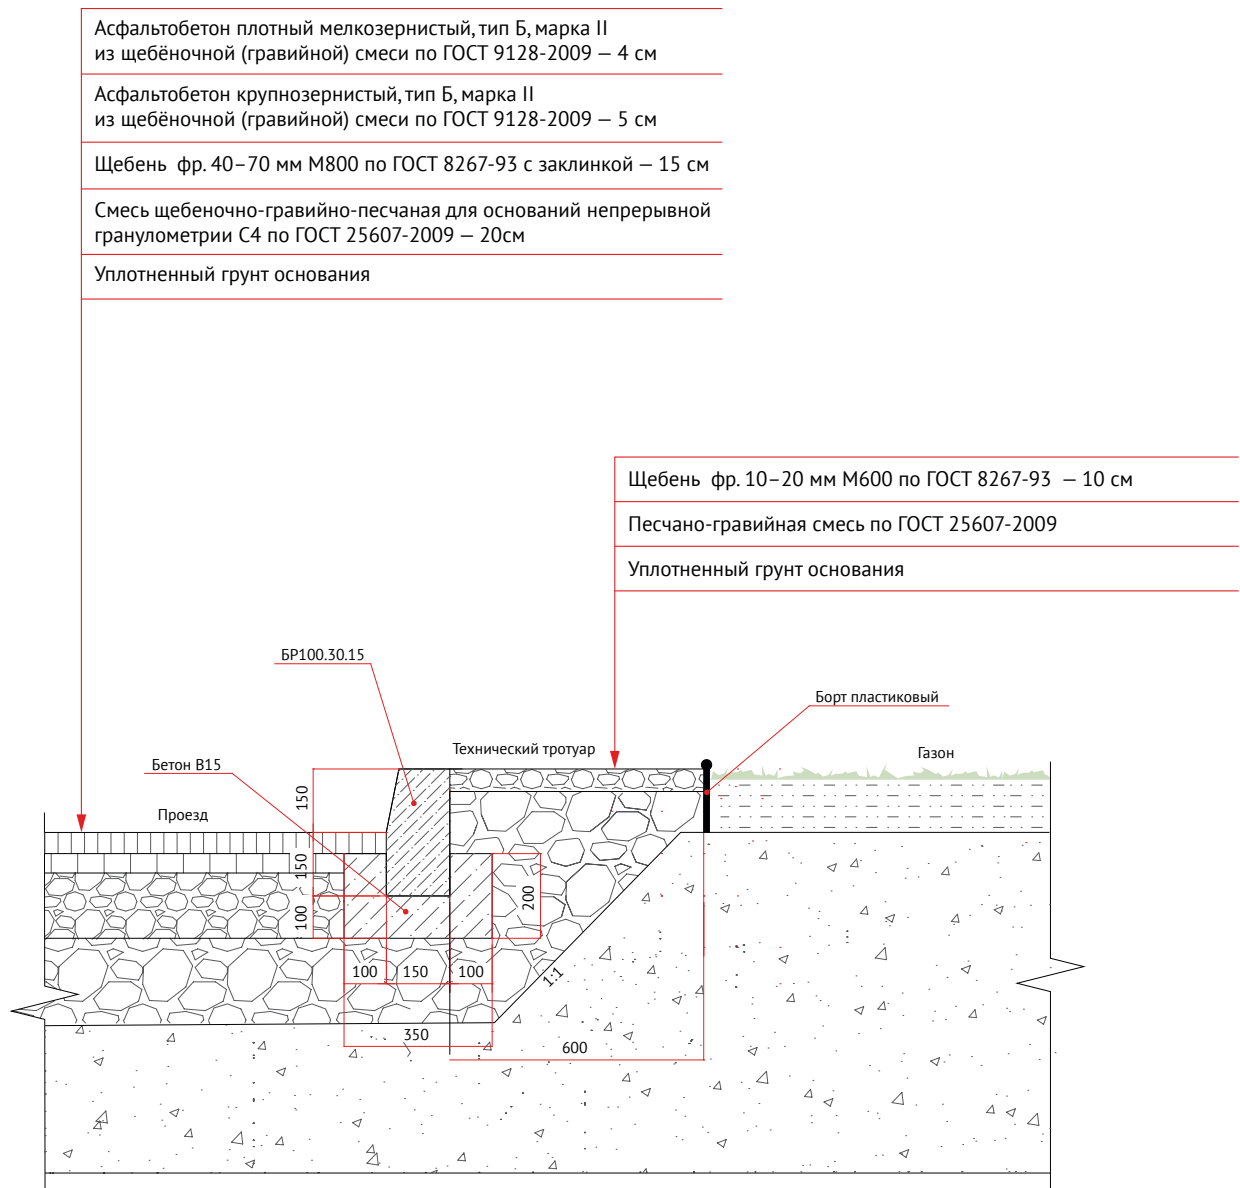 Асфальтобетон плотный мелкозернистый, тип Б, марка II
из щебёночной (гравийной) смеси по ГОСТ 9128-2009 — 4 см
Асфальтобетон крупнозернистый, тип Б, марка II
из щебёночной (гравийной) смеси по ГОСТ 9128-2009 — 5 см
Щебень фр. 40–70 мм М800 по ГОСТ 8267-93 с заклинкой — 15 см
Смесь щебеночно-гравийно-песчаная для оснований непрерывной
гранулометрии С4 по ГОСТ 25607-2009 — 20см
Уплотненный грунт основания
Щебень фр. 10–20 мм М600 по ГОСТ 8267-93 — 10 см
Песчано-гравийная смесь по ГОСТ 25607-2009
Уплотненный грунт основания
БР100.30.15
Борт пластиковый
Технический тротуар
Газон
Бетон В15
Проезд
150
150
100
200
100
150
100
1:1
350
600